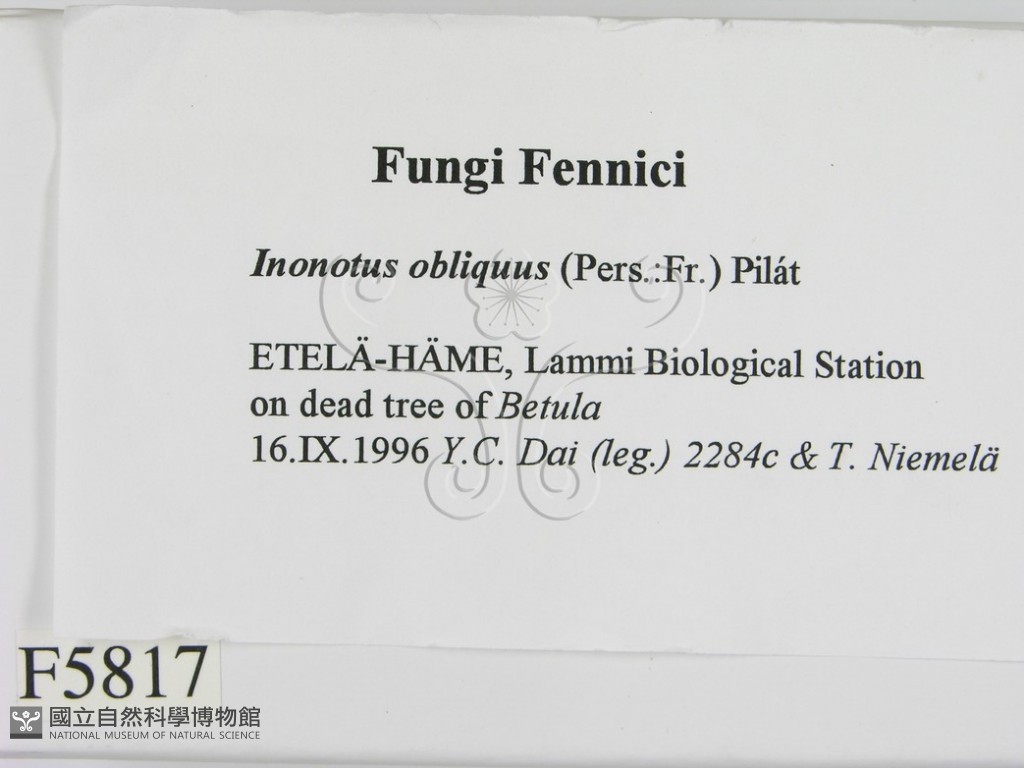 Fungi Fennici
Inonotus obliquus (Pers.:Fr.) Pilát
ETELÄ-HÄME, Lammi Biological Station
on dead tree of Betula
16.IX.1996 Y.C. Dai (leg.) 2284c & T. Niemelä
F5817
國立自然科學博物館
NATIONAL MUSEUM OF NATURAL SCIENCE